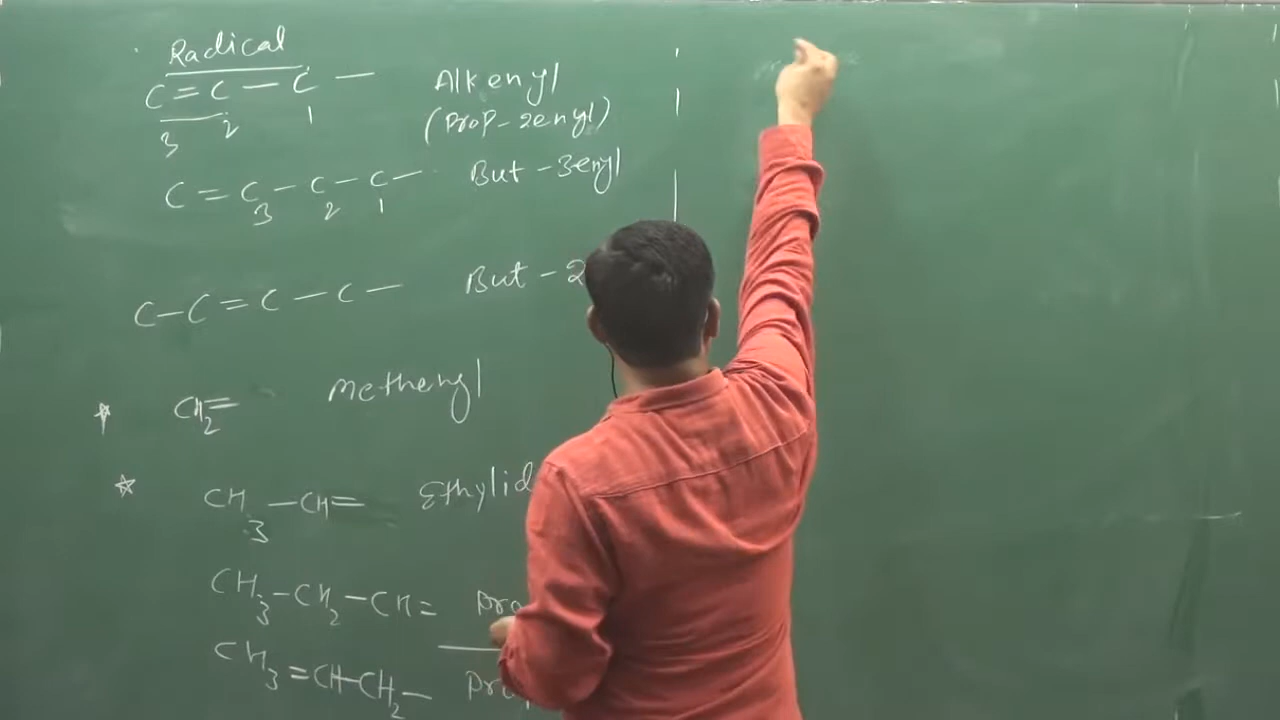 Radical
C = C - C - Alkenyl
3 2 1 (Prop-2enyl)
C = C - C - C - But-3enyl
3 2 1
C-C=C-C- But-2
CH2= Methenyl
CH3-CH= Ethylid
CH3-CH2-CH= Pro
CH3=CH-CH2- Pro